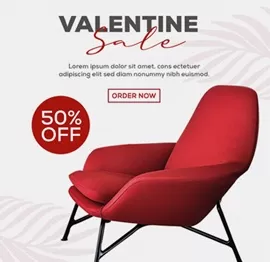 VALENTINE
Sale
Lorem ipsum dolor sit amet, cons ectetuer
adipiscing elit sed diam nonummy nibh euismod.
ORDER NOW
50%
OFF